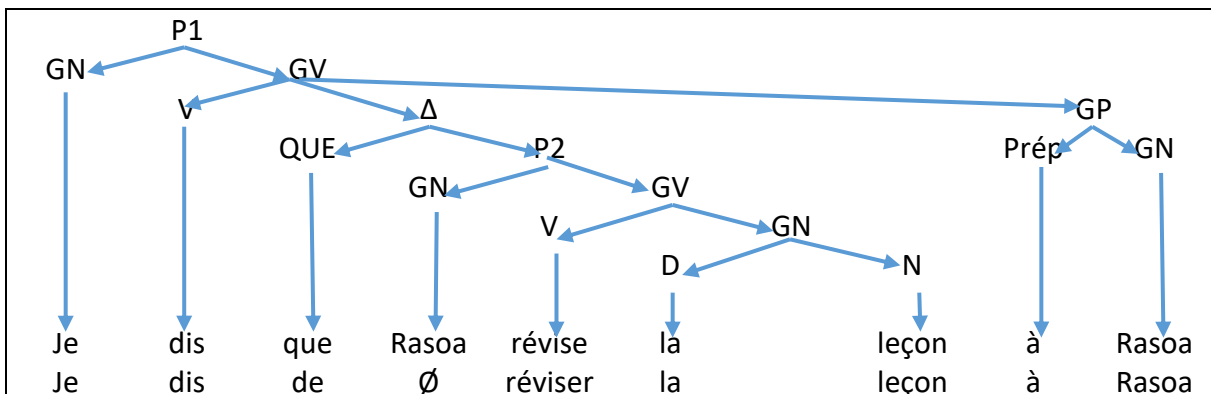 P1
GN GV
V Δ GP
QUE P2 Prép GN
GN GV
V GN
D N
Je dis que Rasoa révise la leçon à Rasoa
Je dis de Ø réviser la leçon à Rasoa